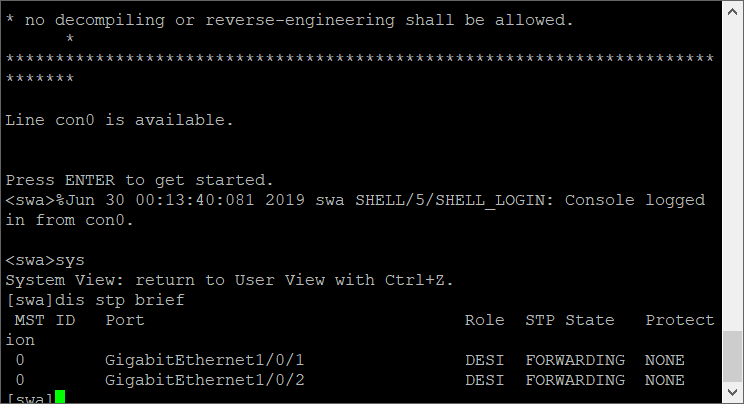 * no decompiling or reverse-engineering shall be allowed.
*
***********************************************************************
*******
Line con0 is available.
Press ENTER to get started.
<swa>%Jun 30 00:13:40:081 2019 swa SHELL/5/SHELL_LOGIN: Console logged
in from con0.
<swa>sys
System View: return to User View with Ctrl+Z.
[swa]dis stp brief
MST ID Port Role STP State Protect
ion
0 GigabitEthernet1/0/1 DESI FORWARDING NONE
0 GigabitEthernet1/0/2 DESI FORWARDING NONE
[swa]